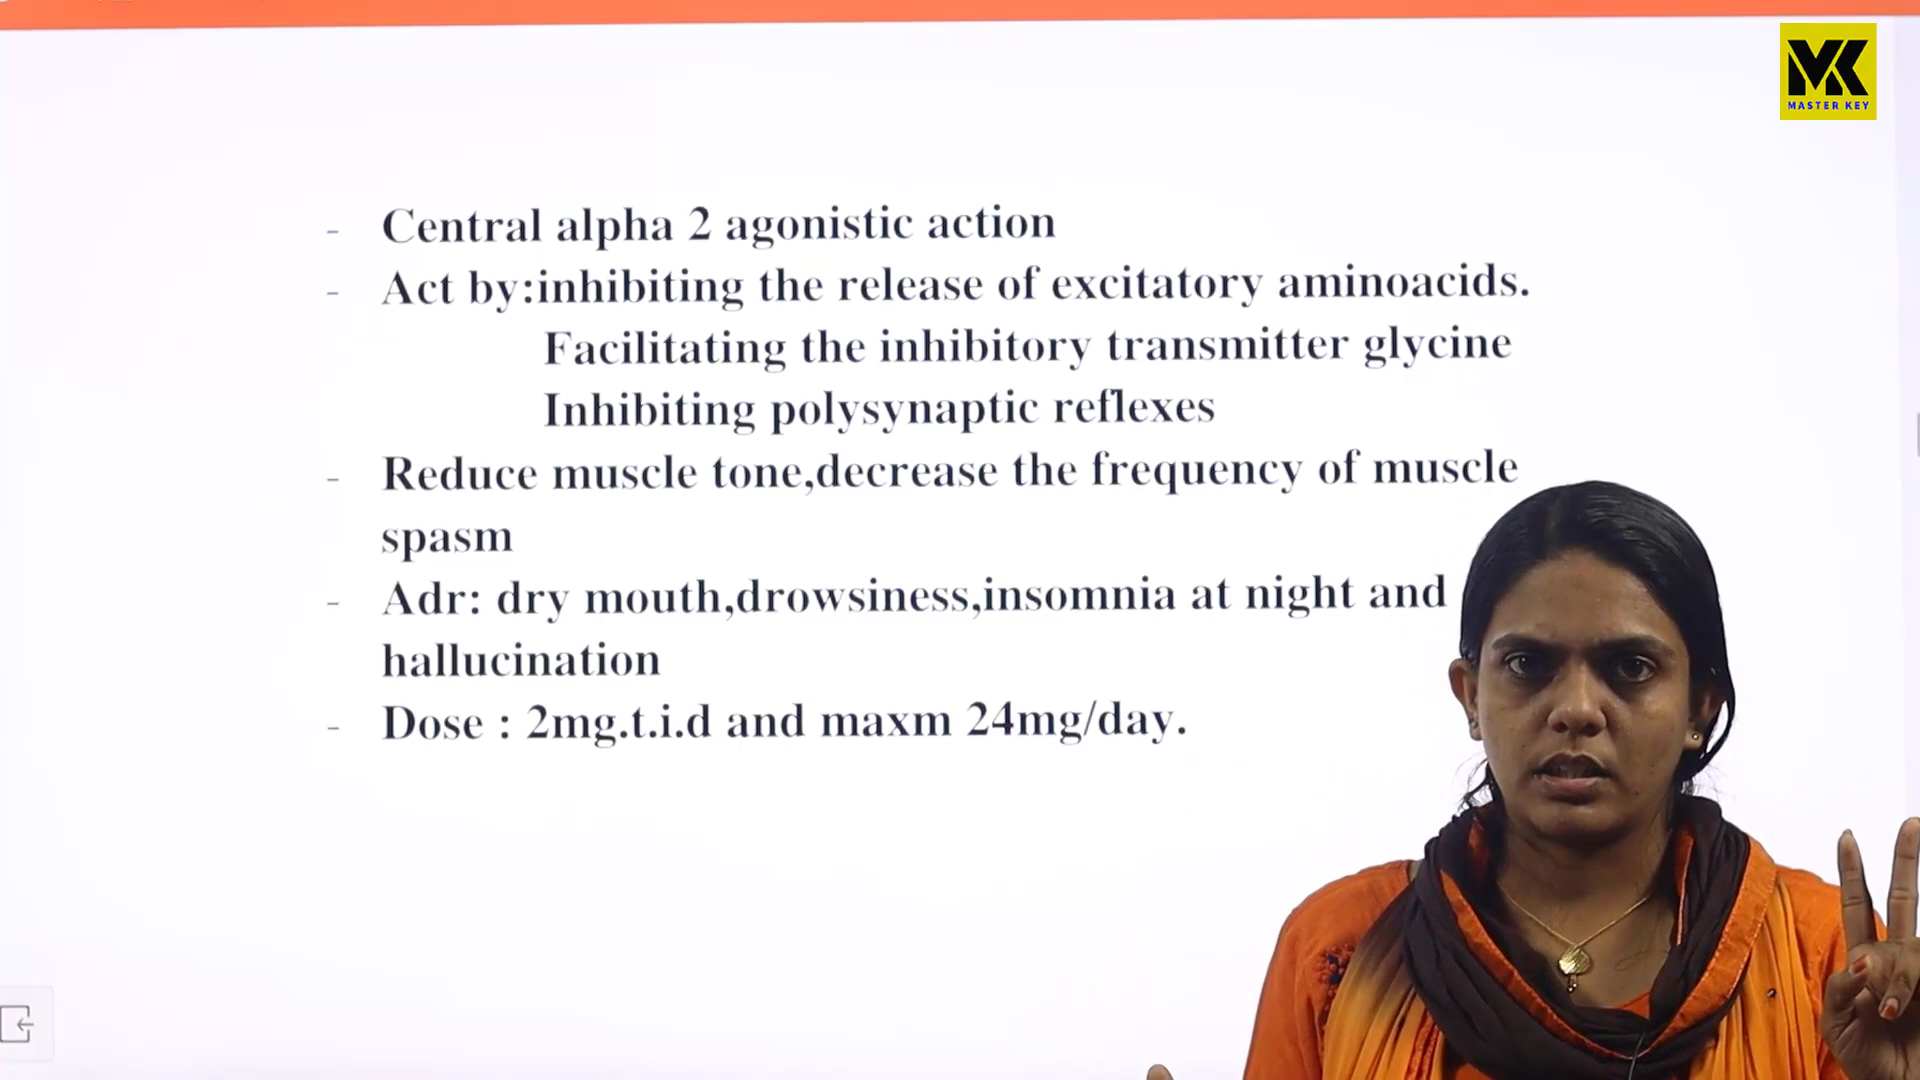 MASTER KEY
- Central alpha 2 agonistic action
- Act by:inhibiting the release of excitatory aminoacids.
Facilitating the inhibitory transmitter glycine
Inhibiting polysynaptic reflexes
- Reduce muscle tone,decrease the frequency of muscle
spasm
- Adr: dry mouth,drowsiness,insomnia at night and
hallucination
- Dose : 2mg.t.i.d and maxm 24mg/day.